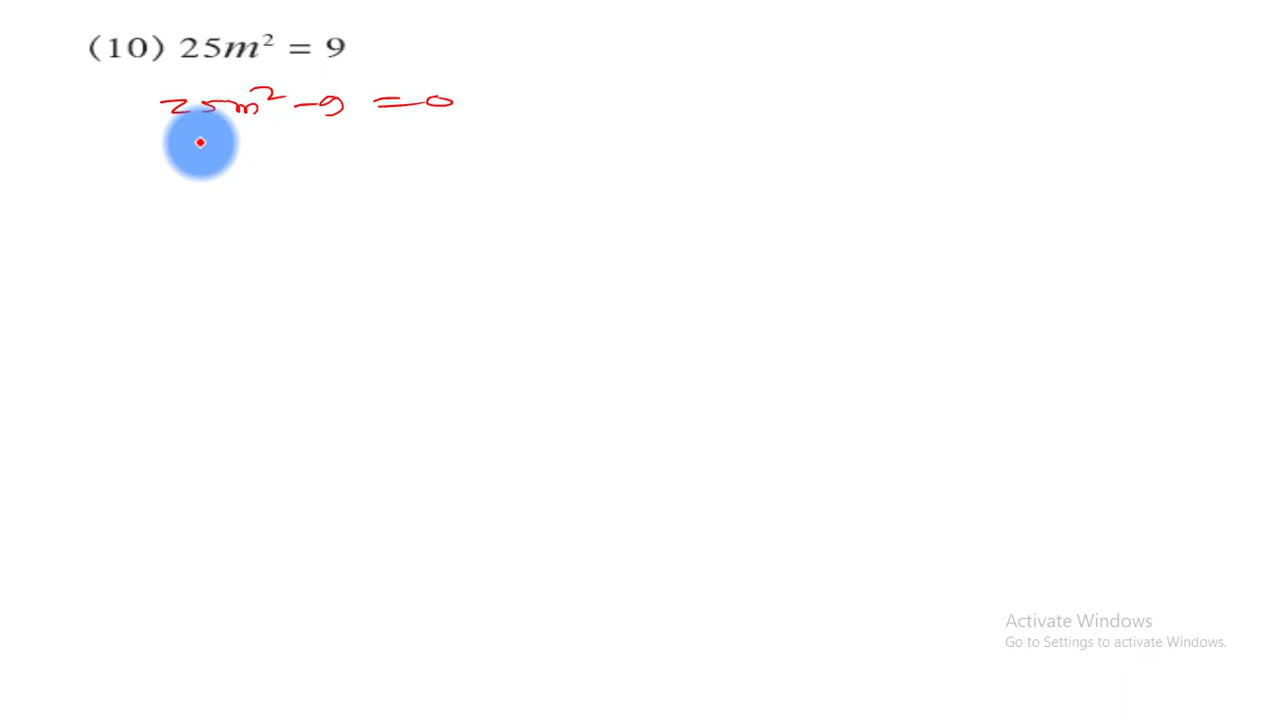 (10) 25m² = 9
25m² - 9 = 0
Activate Windows
Go to Settings to activate Windows.